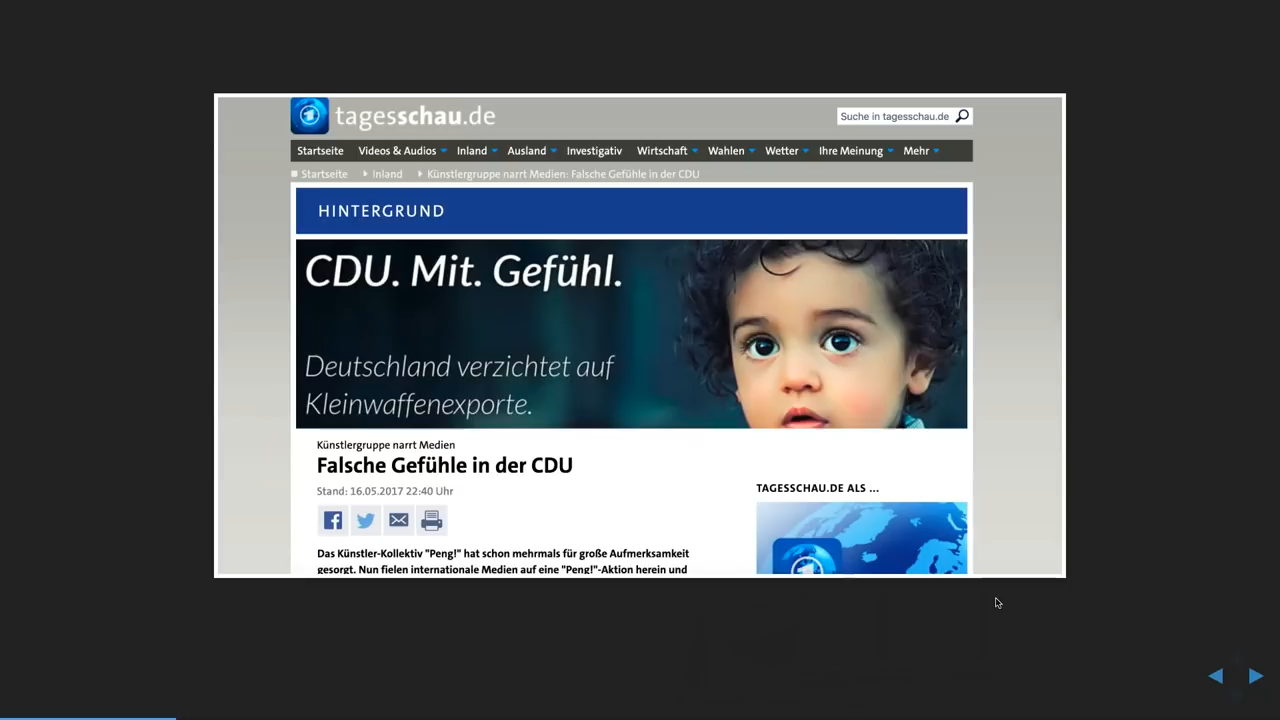 tagesschau.de
Suche in tagesschau.de
Startseite Videos & Audios Inland Ausland Investigativ Wirtschaft Wahlen Wetter Ihre Meinung Mehr
Startseite Inland Künstlergruppe narrt Medien: Falsche Gefühle in der CDU
HINTERGRUND
CDU. Mit. Gefühl.
Deutschland verzichtet auf
Kleinwaffenexporte.
Künstlergruppe narrt Medien
Falsche Gefühle in der CDU
Stand: 16.05.2017 22:40 Uhr
TAGESSCHAU.DE ALS ...
Das Künstler-Kollektiv "Peng!" hat schon mehrmals für große Aufmerksamkeit
gesorgt. Nun fielen internationale Medien auf eine "Peng!"-Aktion herein und